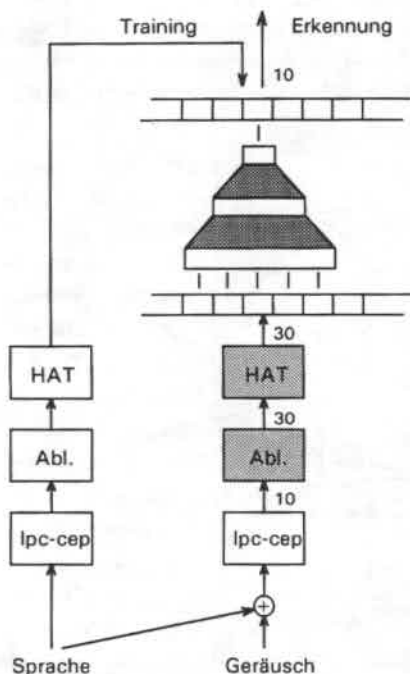 Training Erkennung
10
30
HAT HAT
30
Abl. Abl.
10
lpc-cep lpc-cep
+
Sprache Geräusch